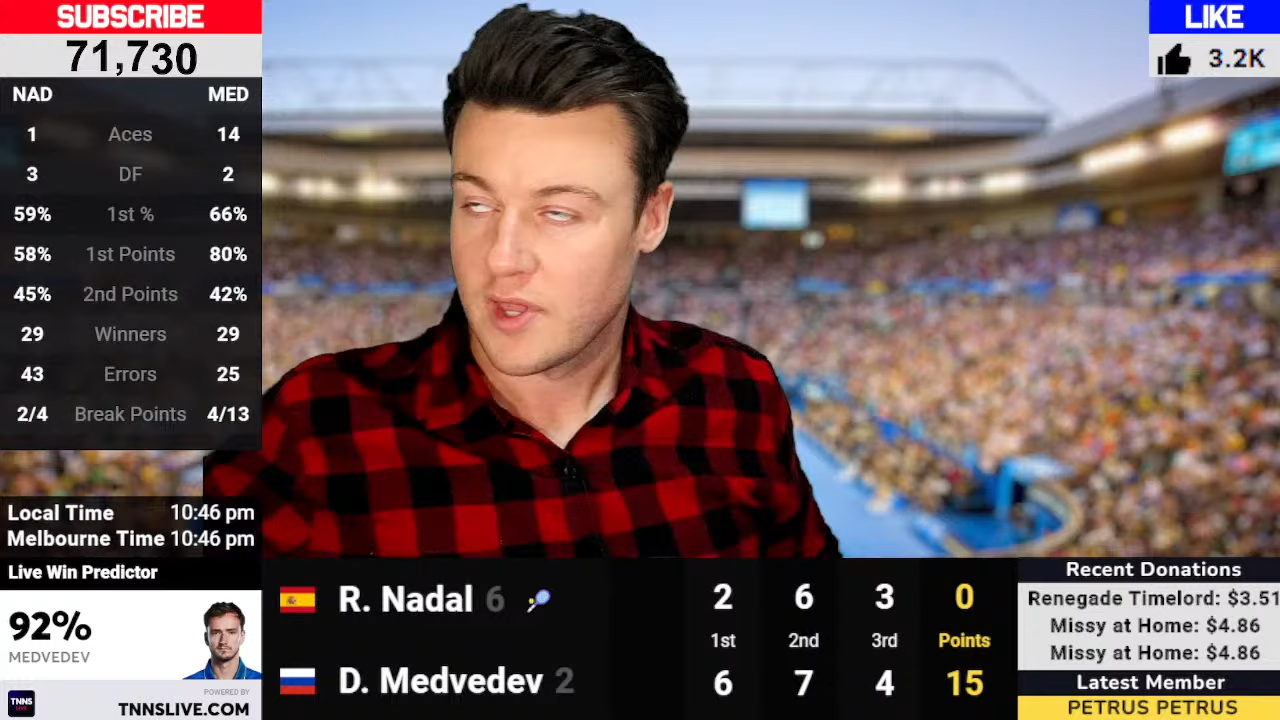 SUBSCRIBE
71,730
NAD MED
1 Aces 14
3 DF 2
59% 1st % 66%
58% 1st Points 80%
45% 2nd Points 42%
29 Winners 29
43 Errors 25
2/4 Break Points 4/13
Local Time 10:46 pm
Melbourne Time 10:46 pm
Live Win Predictor
92%
MEDVEDEV
POWERED BY
TNNS
LIVE
TNNSLIVE.COM
LIKE
3.2K
R. Nadal 6 2 6 3 0
1st 2nd 3rd Points
D. Medvedev 2 6 7 4 15
Recent Donations
Renegade Timelord: $3.51
Missy at Home: $4.86
Missy at Home: $4.86
Latest Member
PETRUS PETRUS